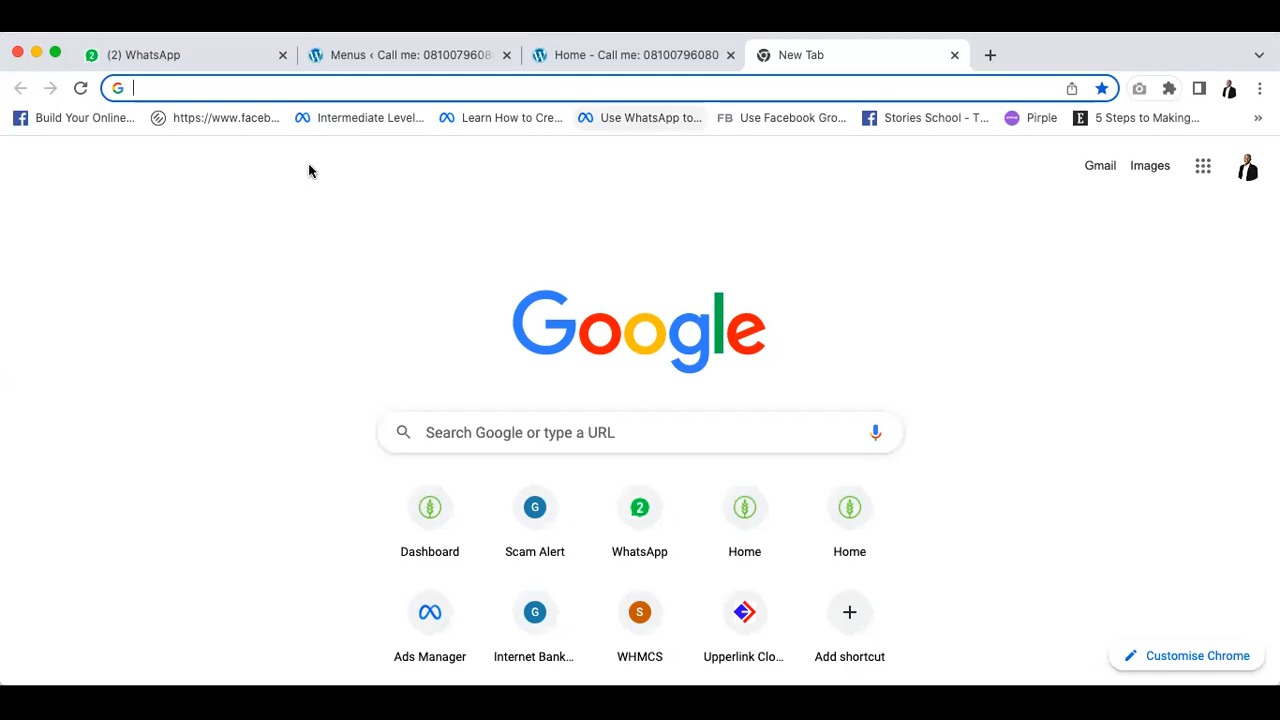 (2) WhatsApp
Menus ‹ Call me: 0810079608
Home - Call me: 08100796080
New Tab
Build Your Online...
https://www.faceb...
Intermediate Level...
Learn How to Cre...
Use WhatsApp to...
FB Use Facebook Gro...
Stories School - T...
Pirple
E 5 Steps to Making...
»
Gmail Images
Google
Search Google or type a URL
G
2
Dashboard
Scam Alert
WhatsApp
Home
Home
G
S
Ads Manager
Internet Bank...
WHMCS
Upperlink Clo...
Add shortcut
Customise Chrome